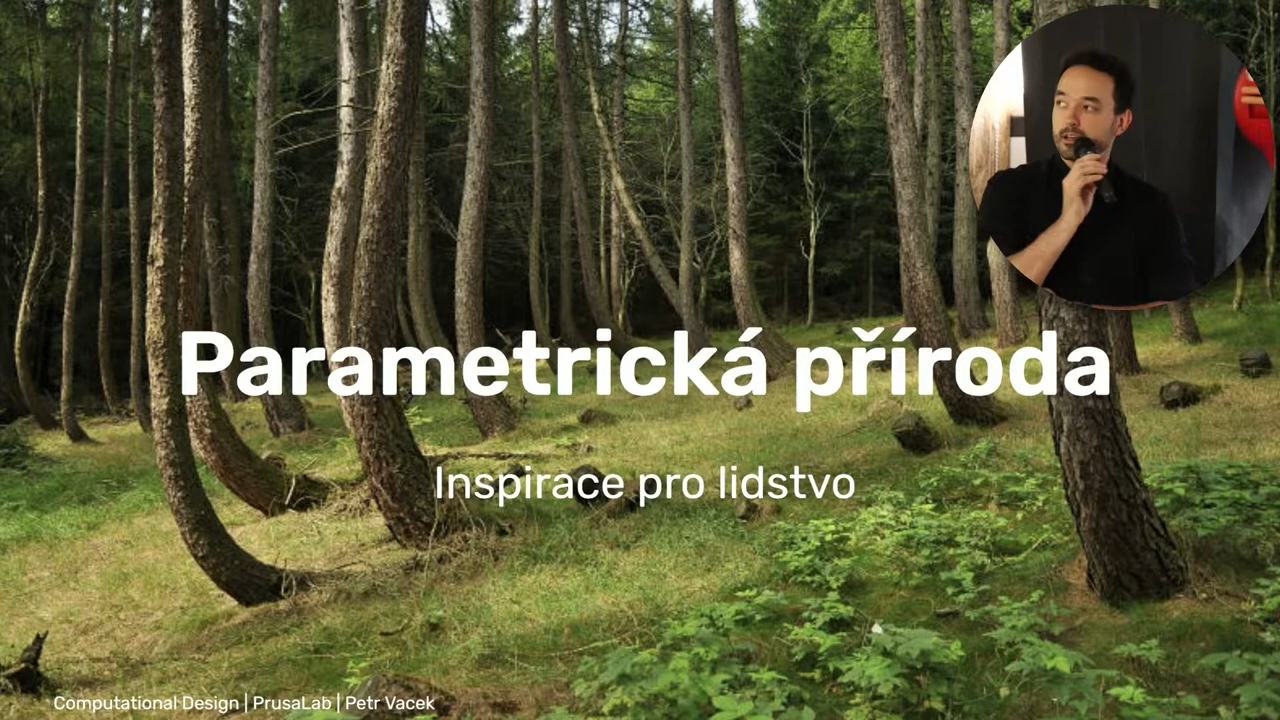 Parametrická příroda
Inspirace pro lidstvo
Computational Design | PrusaLab | Petr Vacek